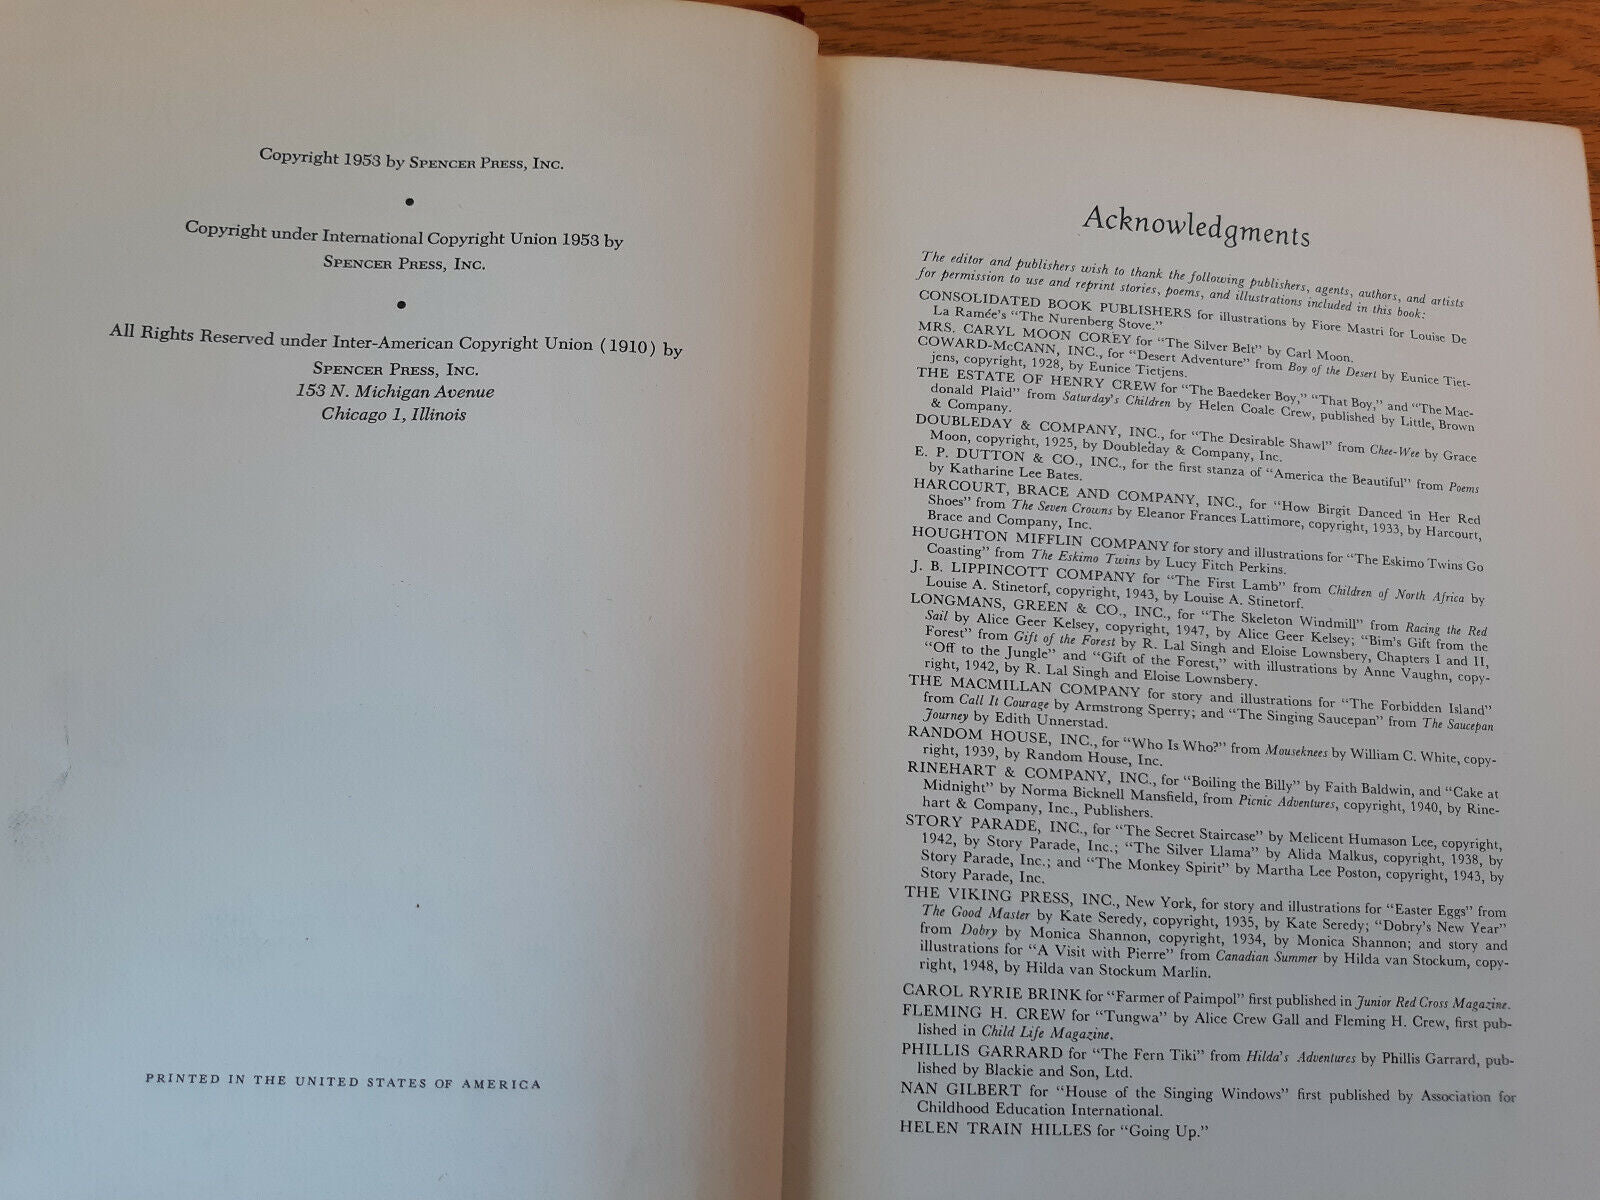 Copyright 1953 by SPENCER PRESS, INC.
•
Copyright under International Copyright Union 1953 by
SPENCER PRESS, INC.
•
All Rights Reserved under Inter-American Copyright Union (1910) by
SPENCER PRESS, INC.
153 N. Michigan Avenue
Chicago 1, Illinois
PRINTED IN THE UNITED STATES OF AMERICA
Acknowledgments
The editor and publishers wish to thank the following publishers, agents, authors, and artists
for permission to use and reprint stories, poems, and illustrations included in this book:
CONSOLIDATED BOOK PUBLISHERS for illustrations by Fiore Mastri for Louise De
La Ramée's "The Nurenberg Stove."
MRS. CARYL MOON COREY for "The Silver Belt" by Carl Moon.
COWARD-McCANN, INC., for "Desert Adventure" from Boy of the Desert by Eunice Tiet-
jens, copyright, 1928, by Eunice Tietjens.
THE ESTATE OF HENRY CREW for "The Baedeker Boy," "That Boy," and "The Mac-
donald Plaid" from Saturday's Children by Helen Coale Crew, published by Little, Brown
& Company.
DOUBLEDAY & COMPANY, INC., for "The Desirable Shawl" from Chee-Wee by Grace
Moon, copyright, 1925, by Doubleday & Company, Inc.
E. P. DUTTON & CO., INC., for the first stanza of "America the Beautiful" from Poems
by Katharine Lee Bates.
HARCOURT, BRACE AND COMPANY, INC., for "How Birgit Danced in Her Red
Shoes" from The Seven Crowns by Eleanor Frances Lattimore, copyright, 1933, by Harcourt,
Brace and Company, Inc.
HOUGHTON MIFFLIN COMPANY for story and illustrations for "The Eskimo Twins Go
Coasting" from The Eskimo Twins by Lucy Fitch Perkins.
J. B. LIPPINCOTT COMPANY for "The First Lamb" from Children of North Africa by
Louise A. Stinetorf, copyright, 1943, by Louise A. Stinetorf.
LONGMANS, GREEN & CO., INC., for "The Skeleton Windmill" from Racing the Red
Sail by Alice Geer Kelsey, copyright, 1947, by Alice Geer Kelsey; "Bim's Gift from the
Forest" from Gift of the Forest by R. Lal Singh and Eloise Lownsbery, Chapters I and II,
"Off to the Jungle" and "Gift of the Forest," with illustrations by Anne Vaughn, copy-
right, 1942, by R. Lal Singh and Eloise Lownsbery.
THE MACMILLAN COMPANY for story and illustrations for "The Forbidden Island"
from Call It Courage by Armstrong Sperry; and "The Singing Saucepan" from The Saucepan
Journey by Edith Unnerstad.
RANDOM HOUSE, INC., for "Who Is Who?" from Mouseknees by William C. White, copy-
right, 1939, by Random House, Inc.
RINEHART & COMPANY, INC., for "Boiling the Billy" by Faith Baldwin, and "Cake at
Midnight" by Norma Bicknell Mansfield, from Picnic Adventures, copyright, 1940, by Rine-
hart & Company, Inc., Publishers.
STORY PARADE, INC., for "The Secret Staircase" by Melicent Humason Lee, copyright,
1942, by Story Parade, Inc.; "The Silver Llama" by Alida Malkus, copyright, 1938, by
Story Parade, Inc.; and "The Monkey Spirit" by Martha Lee Poston, copyright, 1943, by
Story Parade, Inc.
THE VIKING PRESS, INC., New York, for story and illustrations for "Easter Eggs" from
The Good Master by Kate Seredy, copyright, 1935, by Kate Seredy; "Dobry's New Year"
from Dobry by Monica Shannon, copyright, 1934, by Monica Shannon; and story and
illustrations for "A Visit with Pierre" from Canadian Summer by Hilda van Stockum, copy-
right, 1948, by Hilda van Stockum Marlin.
CAROL RYRIE BRINK for "Farmer of Paimpol" first published in Junior Red Cross Magazine.
FLEMING H. CREW for "Tungwa" by Alice Crew Gall and Fleming H. Crew, first pub-
lished in Child Life Magazine.
PHILLIS GARRARD for "The Fern Tiki" from Hilda's Adventures by Phillis Garrard, pub-
lished by Blackie and Son, Ltd.
NAN GILBERT for "House of the Singing Windows" first published by Association for
Childhood Education International.
HELEN TRAIN HILLES for "Going Up."